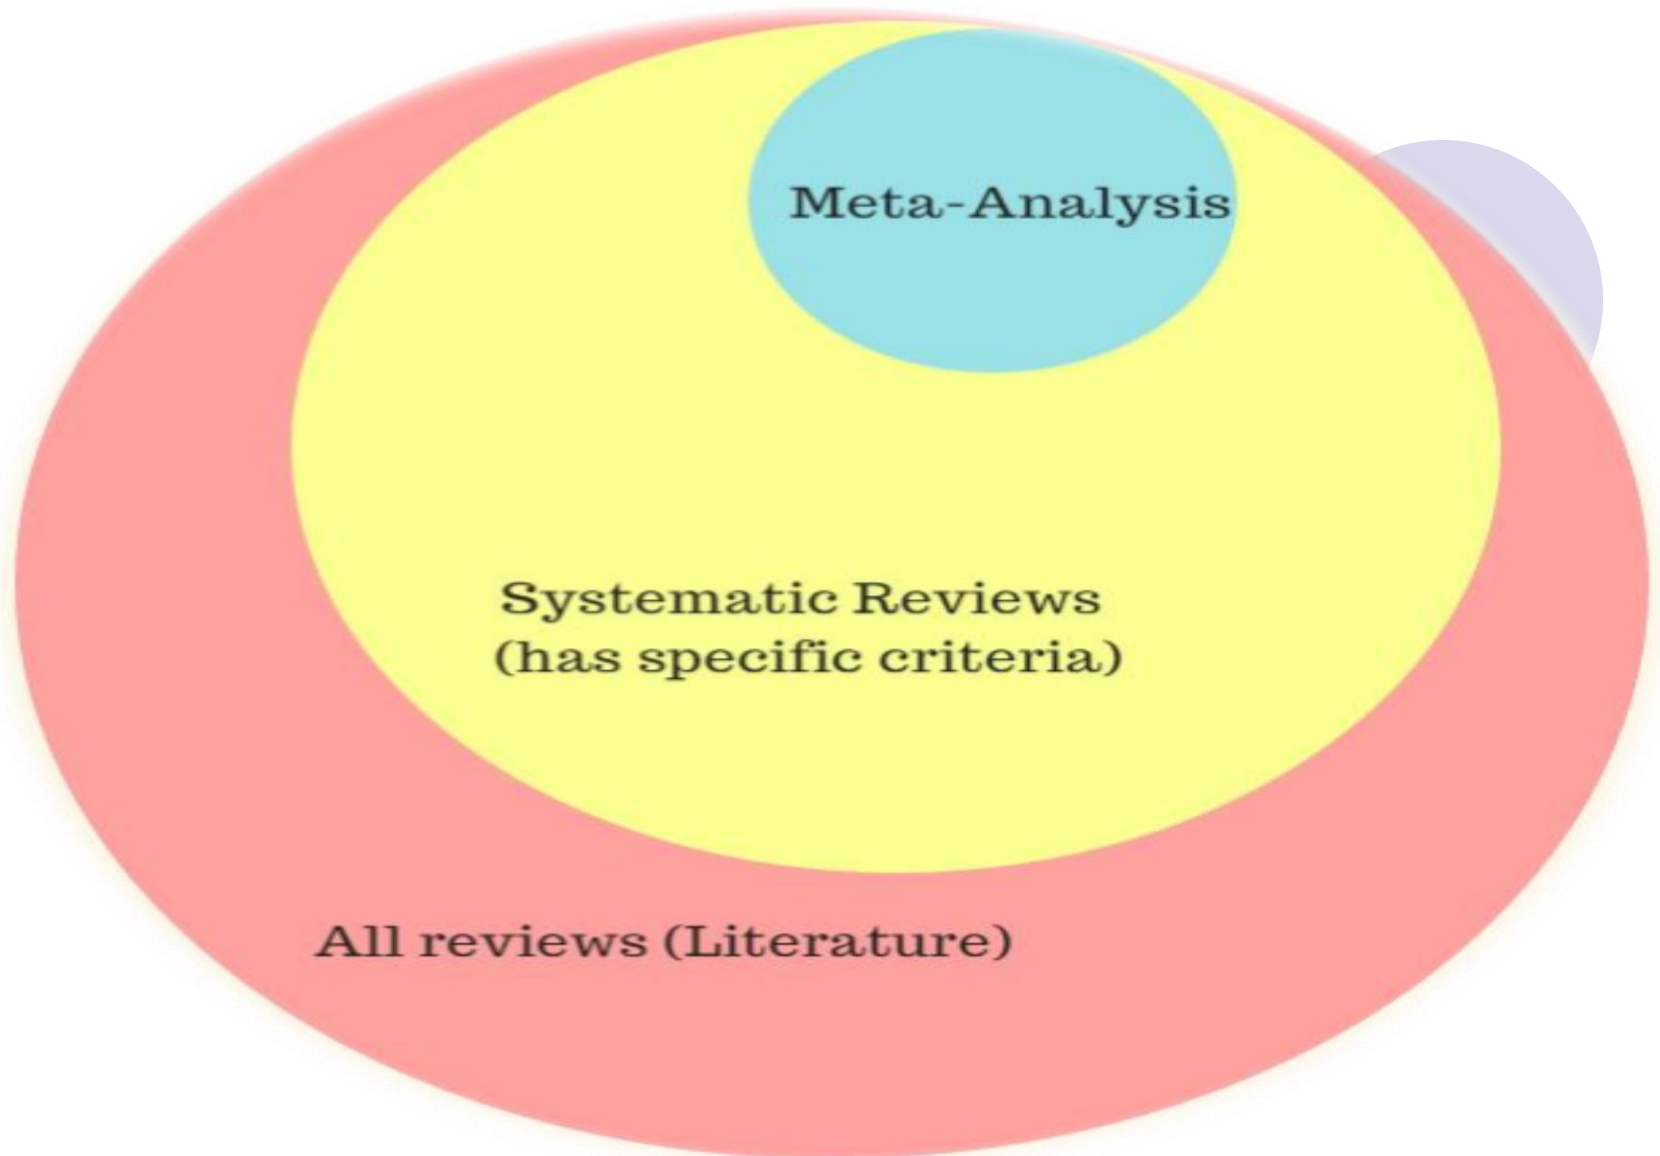 Meta-Analysis
Systematic Reviews
(has specific criteria)
All reviews (Literature)